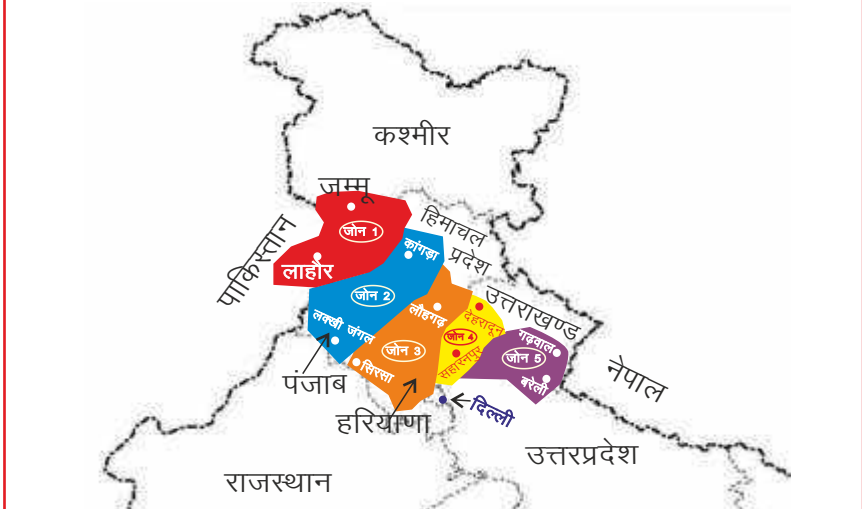 कश्मीर
जम्मू
हिमाचल
प्रदेश
पाकिस्तान
जोन 1
कांगड़ा
लाहौर
जोन 2
उत्तराखण्ड
लौहगढ़
देहरादून
लक्खी जंगल
जोन 4
गढ़वाल
जोन 3
जोन 5
सहारनपुर
नेपाल
सिरसा
बरेली
पंजाब
हरियाणा
दिल्ली
उत्तरप्रदेश
राजस्थान